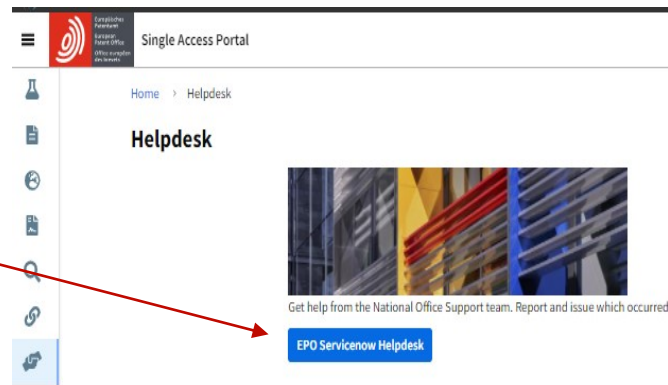 Europäisches
Patentamt
European
Patent Office
Office européen
des brevets
Single Access Portal
Home > Helpdesk
Helpdesk
Get help from the National Office Support team. Report and issue which occurred
EPO Servicenow Helpdesk